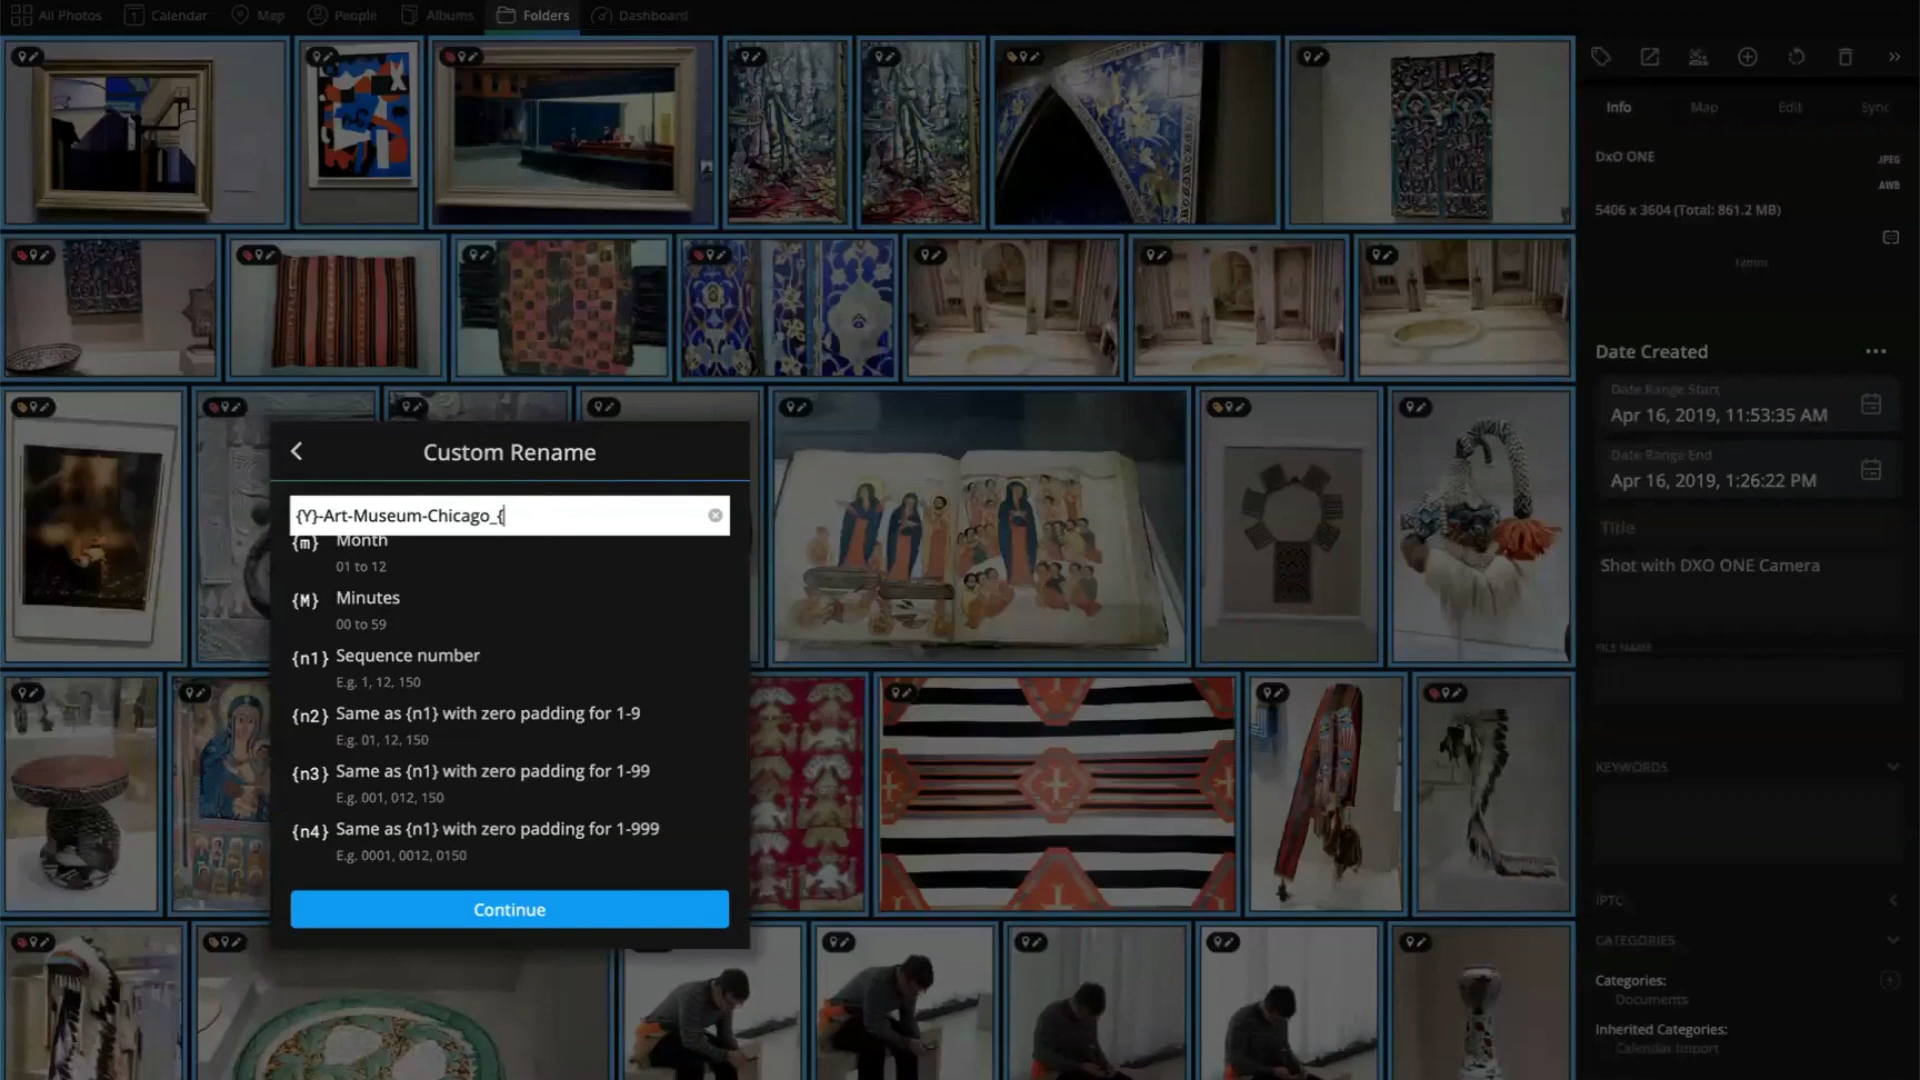 All Photos
Calendar
Map
People
Albums
Folders
Dashboard
Info
Map
Edit
Sync
DxO ONE
JPEG
AWB
5406 x 3604 (Total: 861.2 MB)
Date Created
Date Range Start
Apr 16, 2019, 11:53:35 AM
Date Range End
Apr 16, 2019, 1:26:22 PM
Title
Shot with DXO ONE Camera
FILE NAME
KEYWORDS
IPTC
CATEGORIES
Categories:
Documents
Inherited Categories:
Calendar Import
Custom Rename
{Y}-Art-Museum-Chicago_{
{m} Month
01 to 12
{M} Minutes
00 to 59
{n1} Sequence number
E.g. 1, 12, 150
{n2} Same as {n1} with zero padding for 1-9
E.g. 01, 12, 150
{n3} Same as {n1} with zero padding for 1-99
E.g. 001, 012, 150
{n4} Same as {n1} with zero padding for 1-999
E.g. 0001, 0012, 0150
Continue